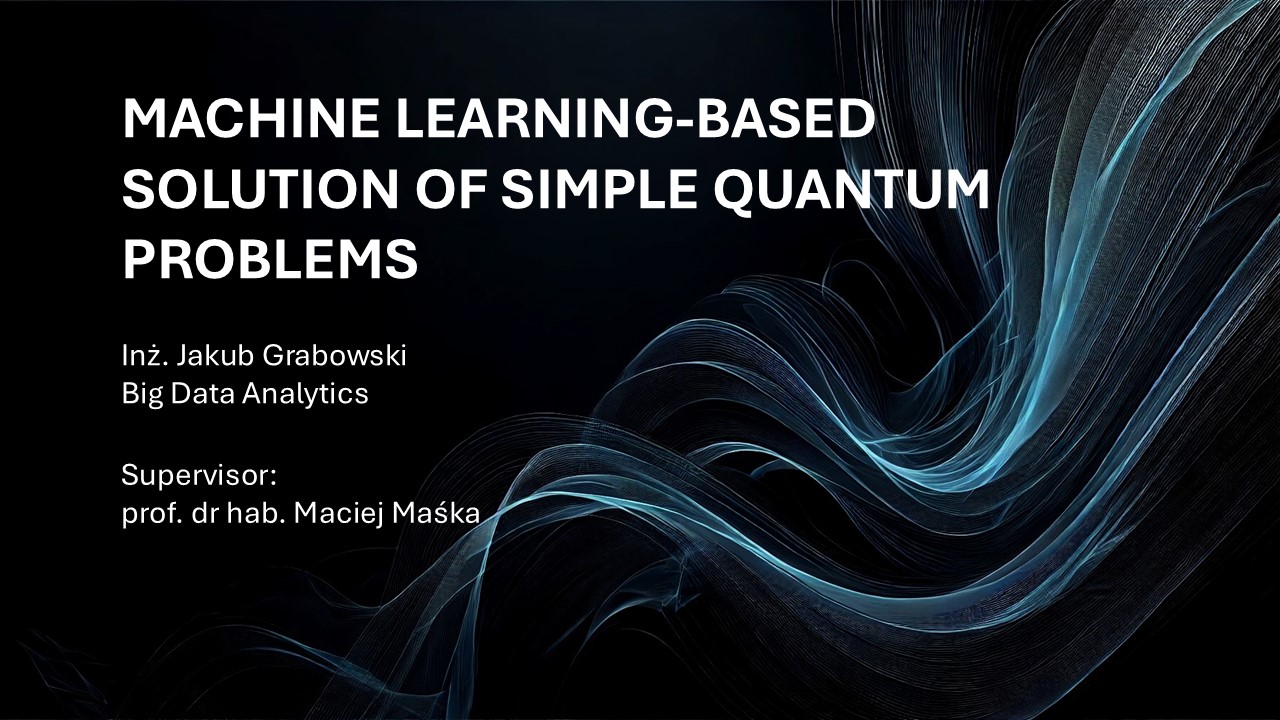 MACHINE LEARNING-BASED
SOLUTION OF SIMPLE QUANTUM
PROBLEMS
Inż. Jakub Grabowski
Big Data Analytics
Supervisor:
prof. dr hab. Maciej Maśka